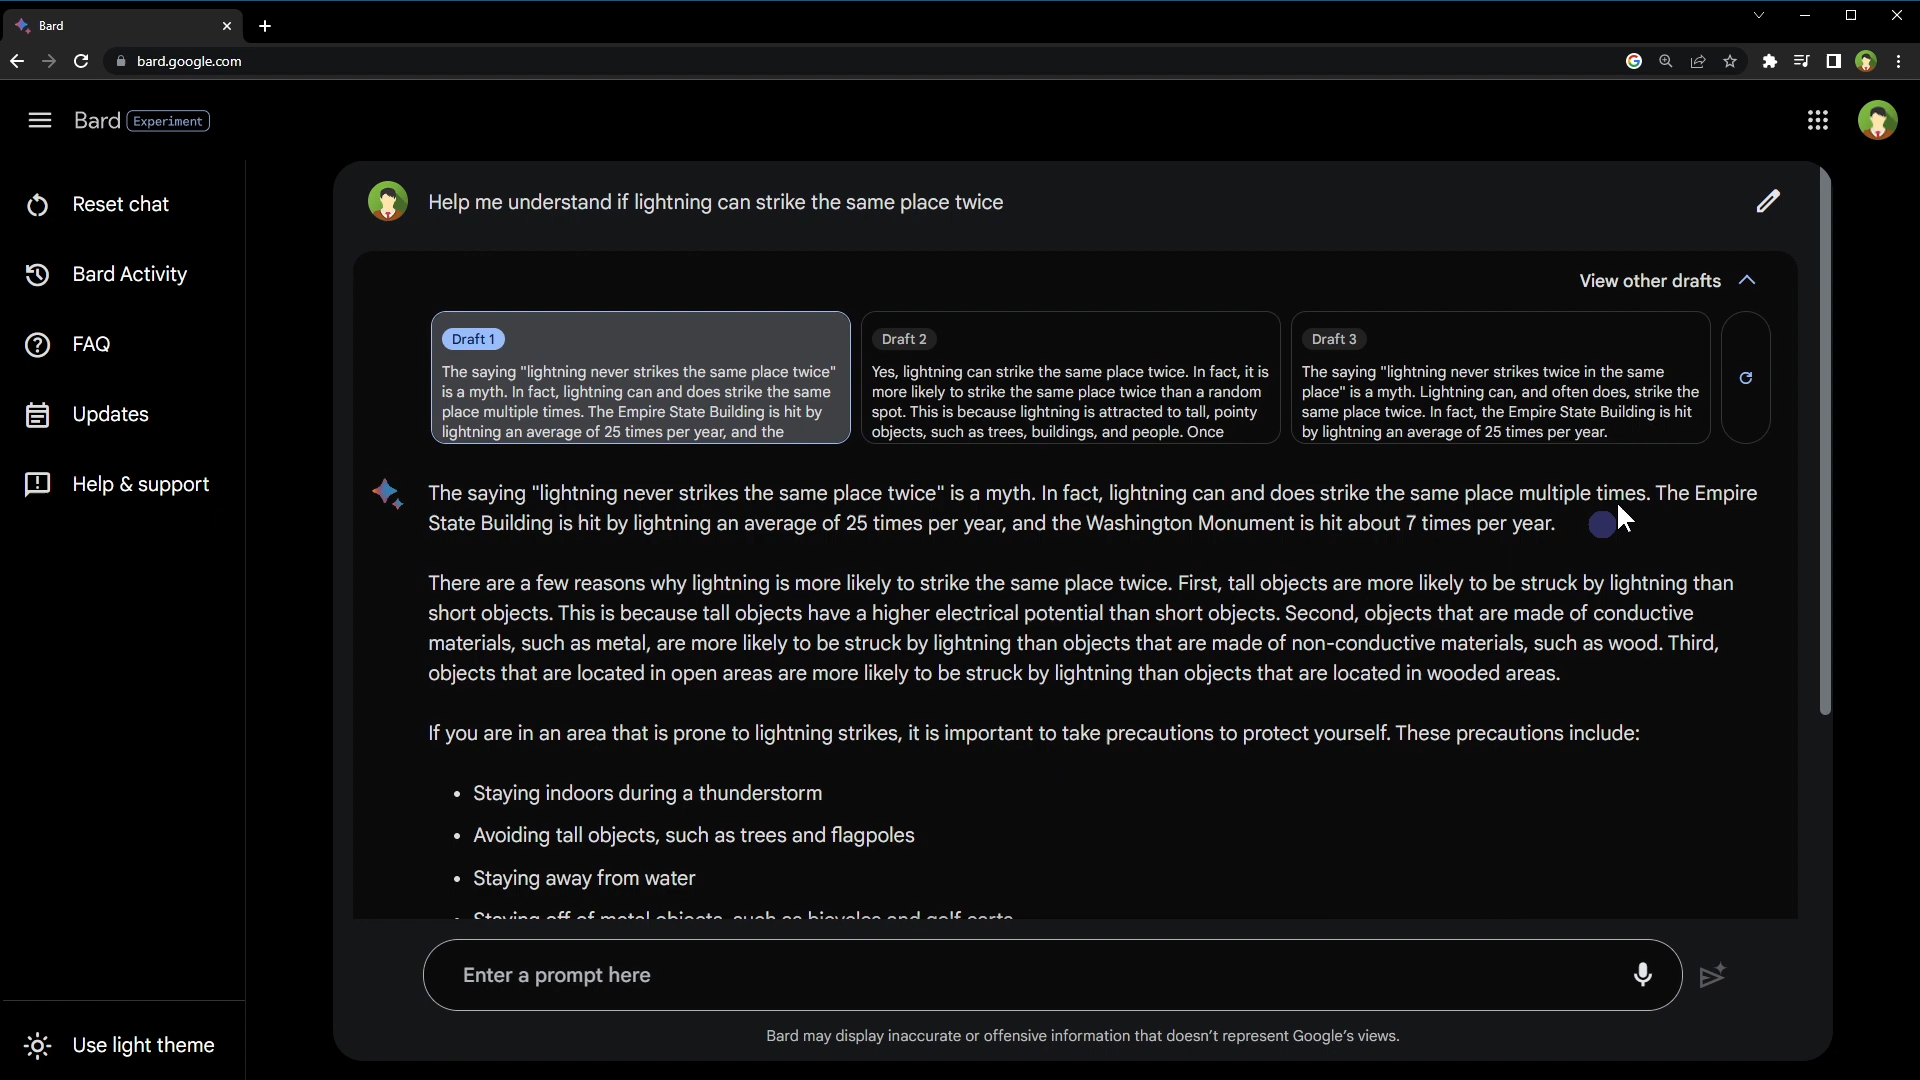 Bard
bard.google.com
Bard Experiment
Reset chat
Bard Activity
FAQ
Updates
Help & support
Use light theme
Help me understand if lightning can strike the same place twice
View other drafts
Draft 1
The saying "lightning never strikes the same place twice"
is a myth. In fact, lightning can and does strike the same
place multiple times. The Empire State Building is hit by
lightning an average of 25 times per year, and the
Draft 2
Yes, lightning can strike the same place twice. In fact, it is
more likely to strike the same place twice than a random
spot. This is because lightning is attracted to tall, pointy
objects, such as trees, buildings, and people. Once
Draft 3
The saying "lightning never strikes twice in the same
place" is a myth. Lightning can, and often does, strike the
same place twice. In fact, the Empire State Building is hit
by lightning an average of 25 times per year.
The saying "lightning never strikes the same place twice" is a myth. In fact, lightning can and does strike the same place multiple times. The Empire
State Building is hit by lightning an average of 25 times per year, and the Washington Monument is hit about 7 times per year.
There are a few reasons why lightning is more likely to strike the same place twice. First, tall objects are more likely to be struck by lightning than
short objects. This is because tall objects have a higher electrical potential than short objects. Second, objects that are made of conductive
materials, such as metal, are more likely to be struck by lightning than objects that are made of non-conductive materials, such as wood. Third,
objects that are located in open areas are more likely to be struck by lightning than objects that are located in wooded areas.
If you are in an area that is prone to lightning strikes, it is important to take precautions to protect yourself. These precautions include:
• Staying indoors during a thunderstorm
• Avoiding tall objects, such as trees and flagpoles
• Staying away from water
• Staying off of metal objects, such as bicycles and golf carts
Enter a prompt here
Bard may display inaccurate or offensive information that doesn't represent Google's views.